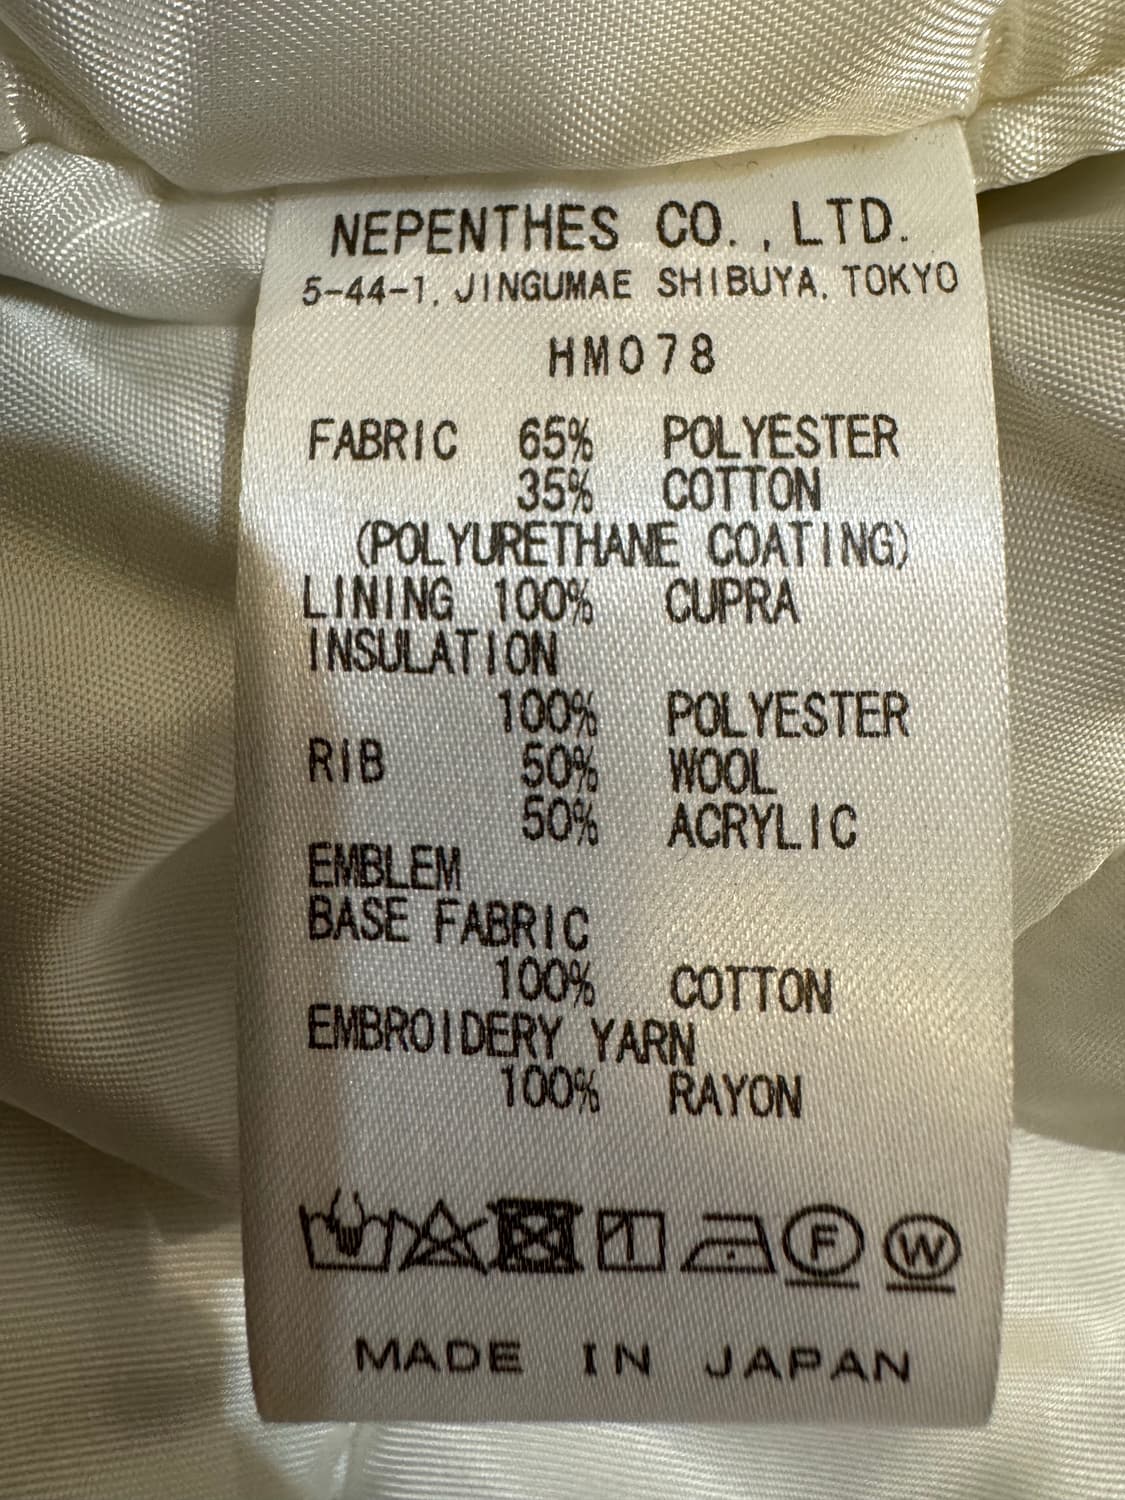 NEPENTHES CO.,LTD.
5-44-1, JINGUMAE SHIBUYA, TOKYO
HM078
FABRIC 65% POLYESTER
35% COTTON
(POLYURETHANE COATING)
LINING 100% CUPRA
INSULATION
100% POLYESTER
RIB 50% WOOL
50% ACRYLIC
EMBLEM
BASE FABRIC
100% COTTON
EMBROIDERY YARN
100% RAYON
F W
MADE IN JAPAN